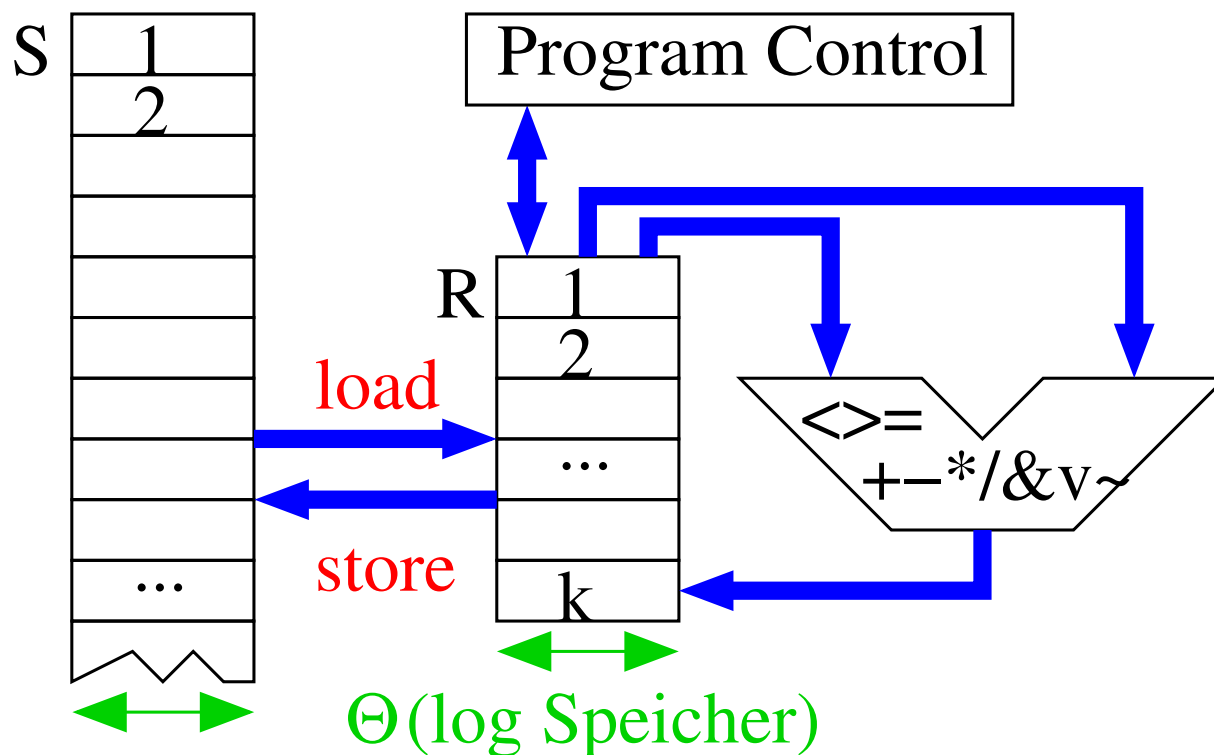 S
1
2
...
Program Control
R
1
2
...
k
load
store
<>=
+−*/&v~
Θ(log Speicher)